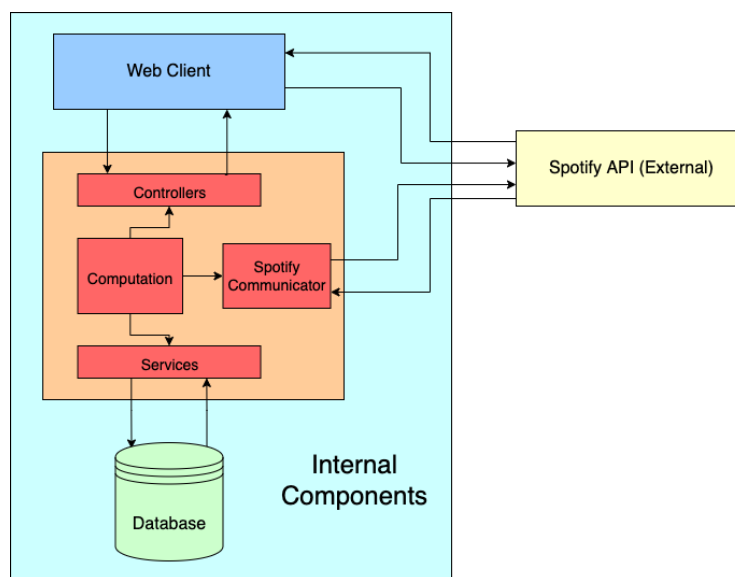 Web Client
Spotify API (External)
Controllers
Computation
Spotify
Communicator
Services
Internal
Components
Database